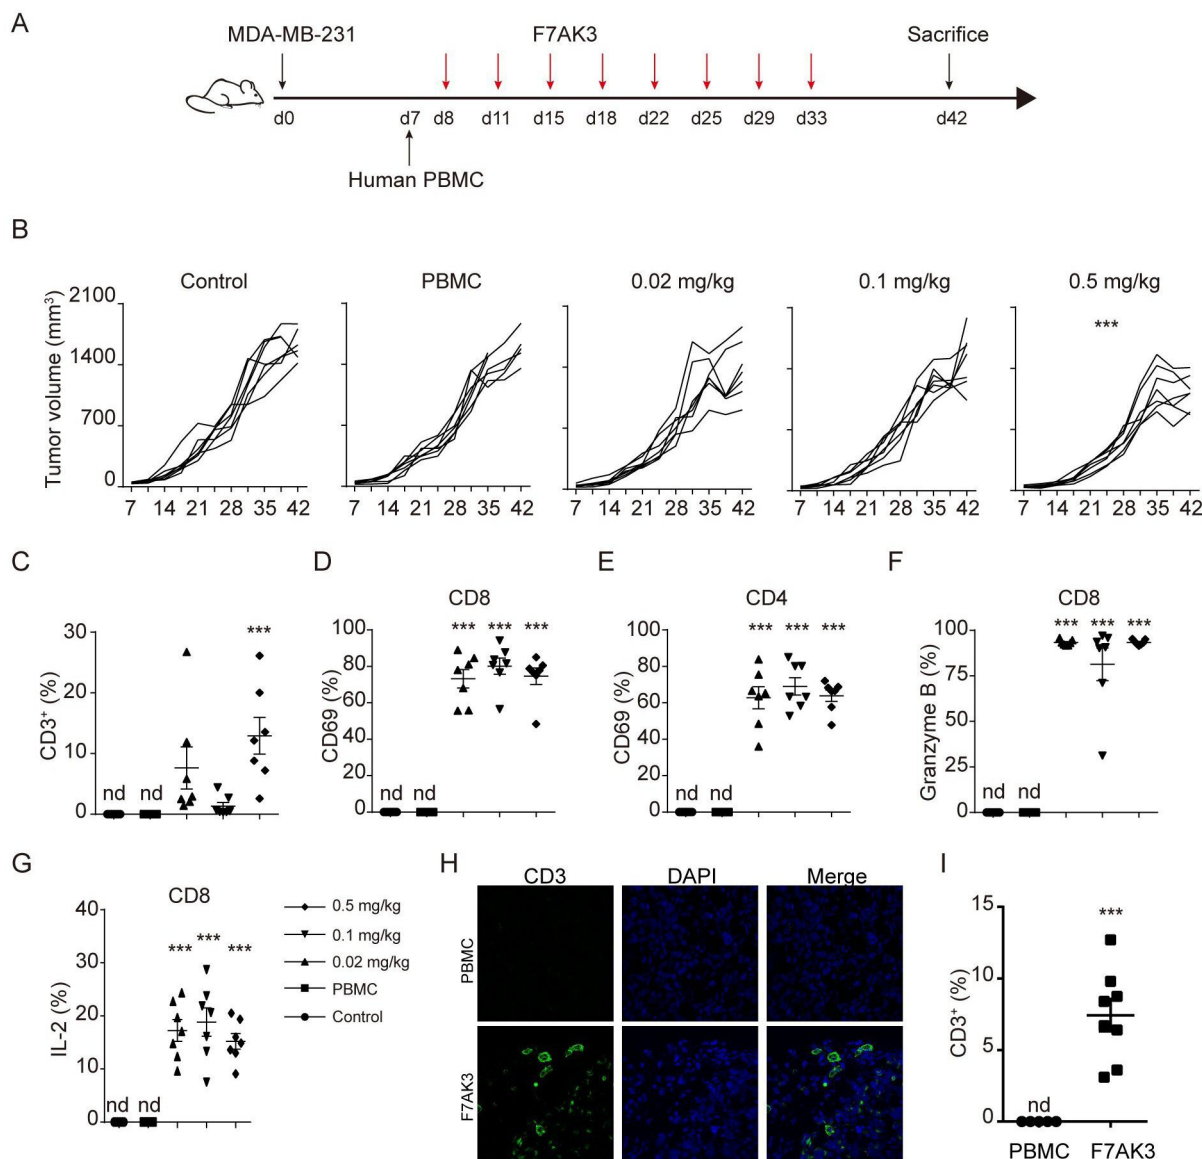 A
MDA-MB-231 F7AK3 Sacrifice
d0 d7 d8 d11 d15 d18 d22 d25 d29 d33 d42
Human PBMC
B
Control PBMC 0.02 mg/kg 0.1 mg/kg 0.5 mg/kg
Tumor volume (mm³)
2100
1400
700
0
***
7 14 21 28 35 42 7 14 21 28 35 42 7 14 21 28 35 42 7 14 21 28 35 42 7 14 21 28 35 42
C
CD3⁺ (%)
30
20
10
0
nd nd ***
D
CD8
CD69 (%)
100
80
60
40
20
0
nd nd *** *** ***
E
CD4
CD69 (%)
100
80
60
40
20
0
nd nd *** *** ***
F
CD8
Granzyme B (%)
100
75
50
25
0
nd nd *** *** ***
G
CD8
IL-2 (%)
40
30
20
10
0
nd nd *** *** ***
0.5 mg/kg
0.1 mg/kg
0.02 mg/kg
PBMC
Control
H
CD3 DAPI Merge
PBMC
F7AK3
I
CD3⁺ (%)
15
10
5
0
nd ***
PBMC F7AK3